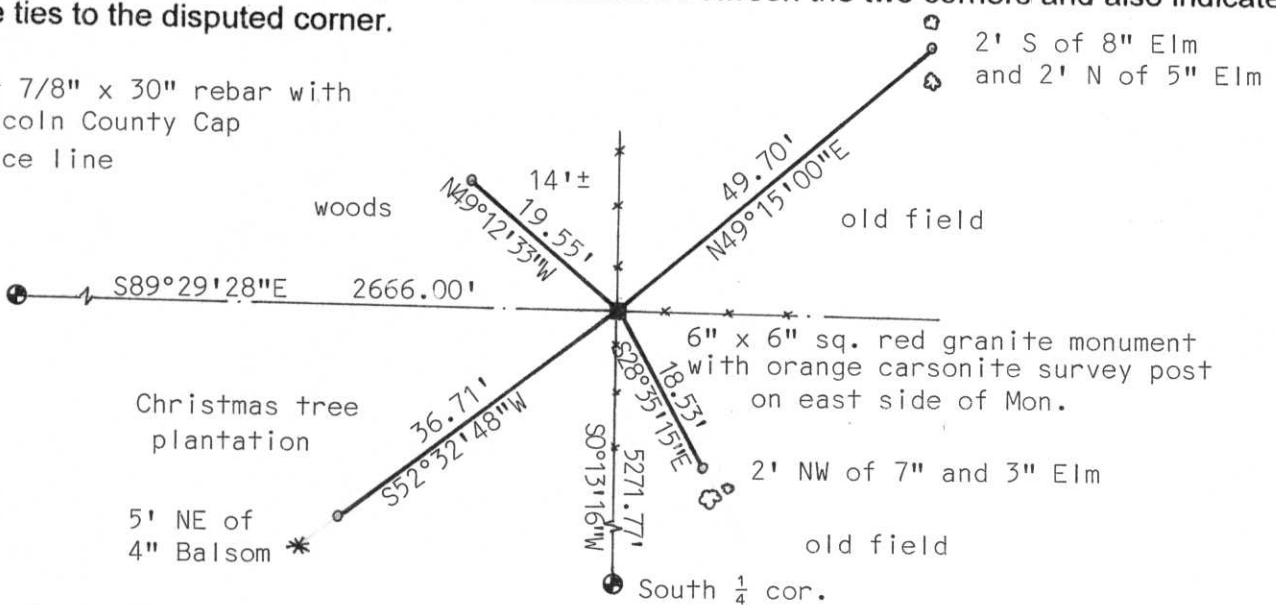 ties to the disputed corner.
the two corners and also indicate
7/8" x 30" rebar with
County Cap
line
2' S of 8" Elm
and 2' N of 5" Elm
woods
14'±
N49°12'33"W
19.55'
49.70'
N49°15'00"E
old field
S89°29'28"E 2666.00'
6" x 6" sq. red granite monument
with orange carsonite survey post
on east side of Mon.
Christmas tree
plantation
36.71'
S52°32'48"W
S28°35'15"E
18.53'
2' NW of 7" and 3" Elm
5' NE of
4" Balsom
S0°13'16"W
5271.77'
old field
South ¼ cor.